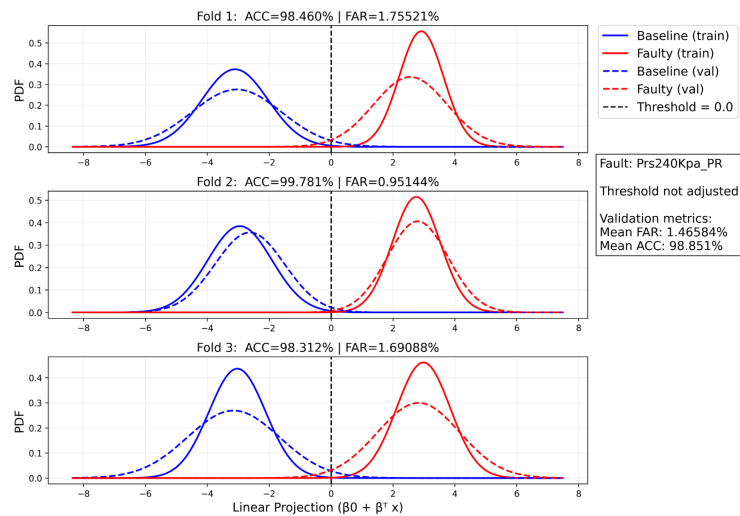 Fold 1:  ACC=98.460% | FAR=1.75521%
PDF
0.5
0.4
0.3
0.2
0.1
0.0
−8 −6 −4 −2 0 2 4 6 8
Baseline (train)
Faulty (train)
Baseline (val)
Faulty (val)
Threshold = 0.0
Fault: Prs240Kpa_PR
Threshold not adjusted
Validation metrics:
Mean FAR: 1.46584%
Mean ACC: 98.851%
Fold 2:  ACC=99.781% | FAR=0.95144%
PDF
0.5
0.4
0.3
0.2
0.1
0.0
−8 −6 −4 −2 0 2 4 6 8
Fold 3:  ACC=98.312% | FAR=1.69088%
PDF
0.4
0.3
0.2
0.1
0.0
−8 −6 −4 −2 0 2 4 6 8
Linear Projection (β0 + βᵀ x)